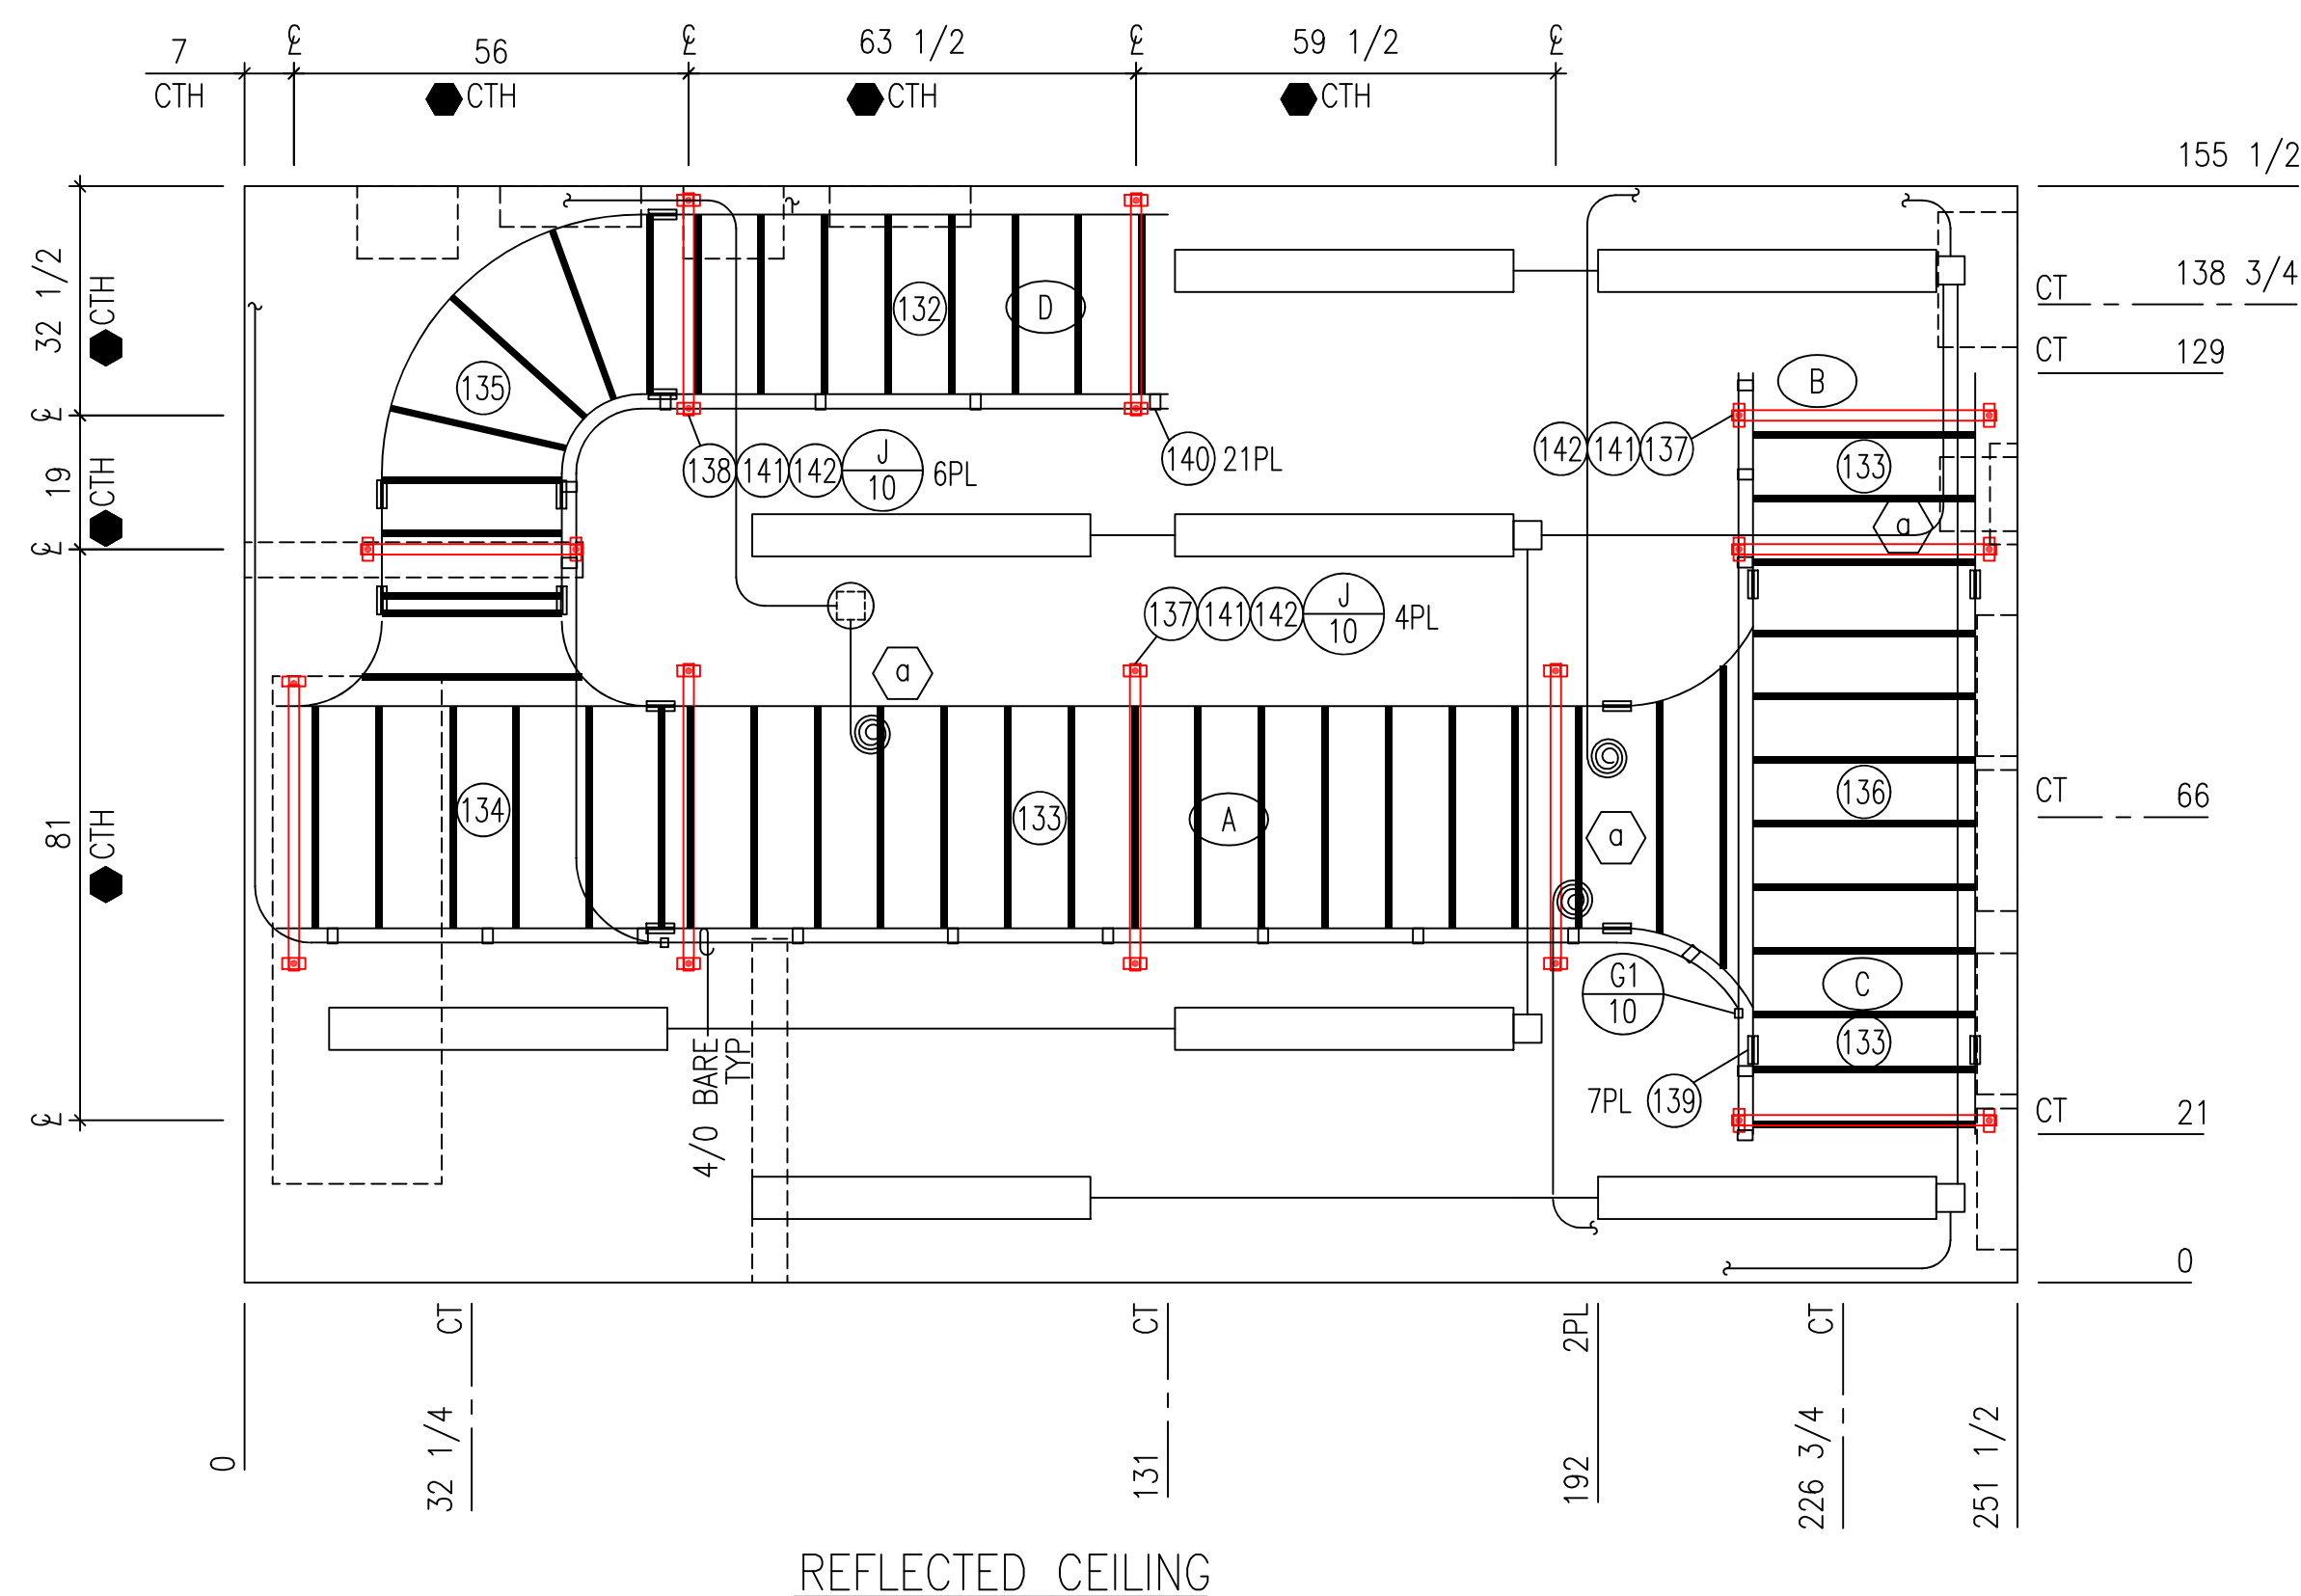 7
56
63 1/2
59 1/2
CTH
CTH
CTH
CTH
155 1/2
CT
138 3/4
CT
129
32 1/2
CTH
19
CTH
81
CTH
132
D
135
B
138
141
142
J
10
6PL
140
21PL
142
141
137
133
a
137
141
142
J
10
4PL
a
134
133
A
a
136
CT
66
G1
10
C
133
4/0 BARE
TYP
7PL
139
CT
21
0
0
32 1/4
CT
131
CT
192
2PL
226 3/4
CT
251 1/2
REFLECTED CEILING